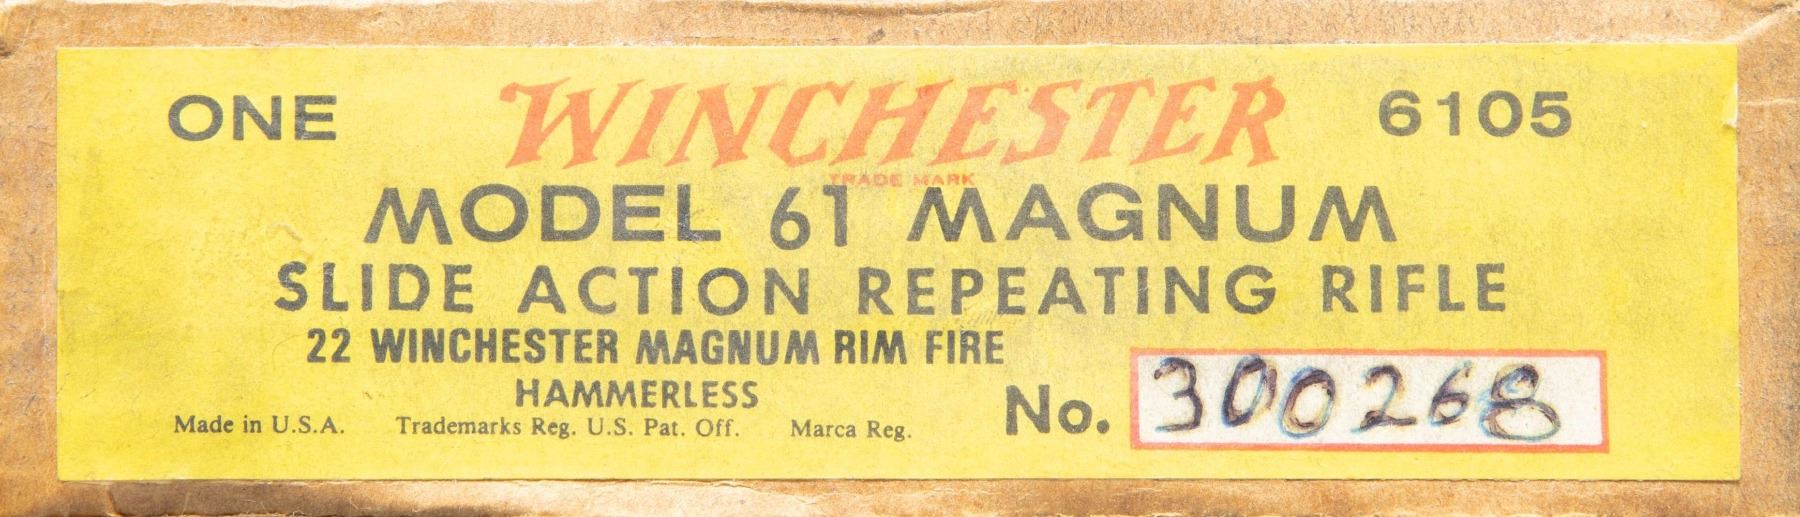 ONE WINCHESTER 6105
TRADE MARK
MODEL 61 MAGNUM
SLIDE ACTION REPEATING RIFLE
22 WINCHESTER MAGNUM RIM FIRE
HAMMERLESS
No. 300268
Made in U.S.A. Trademarks Reg. U.S. Pat. Off. Marca Reg.